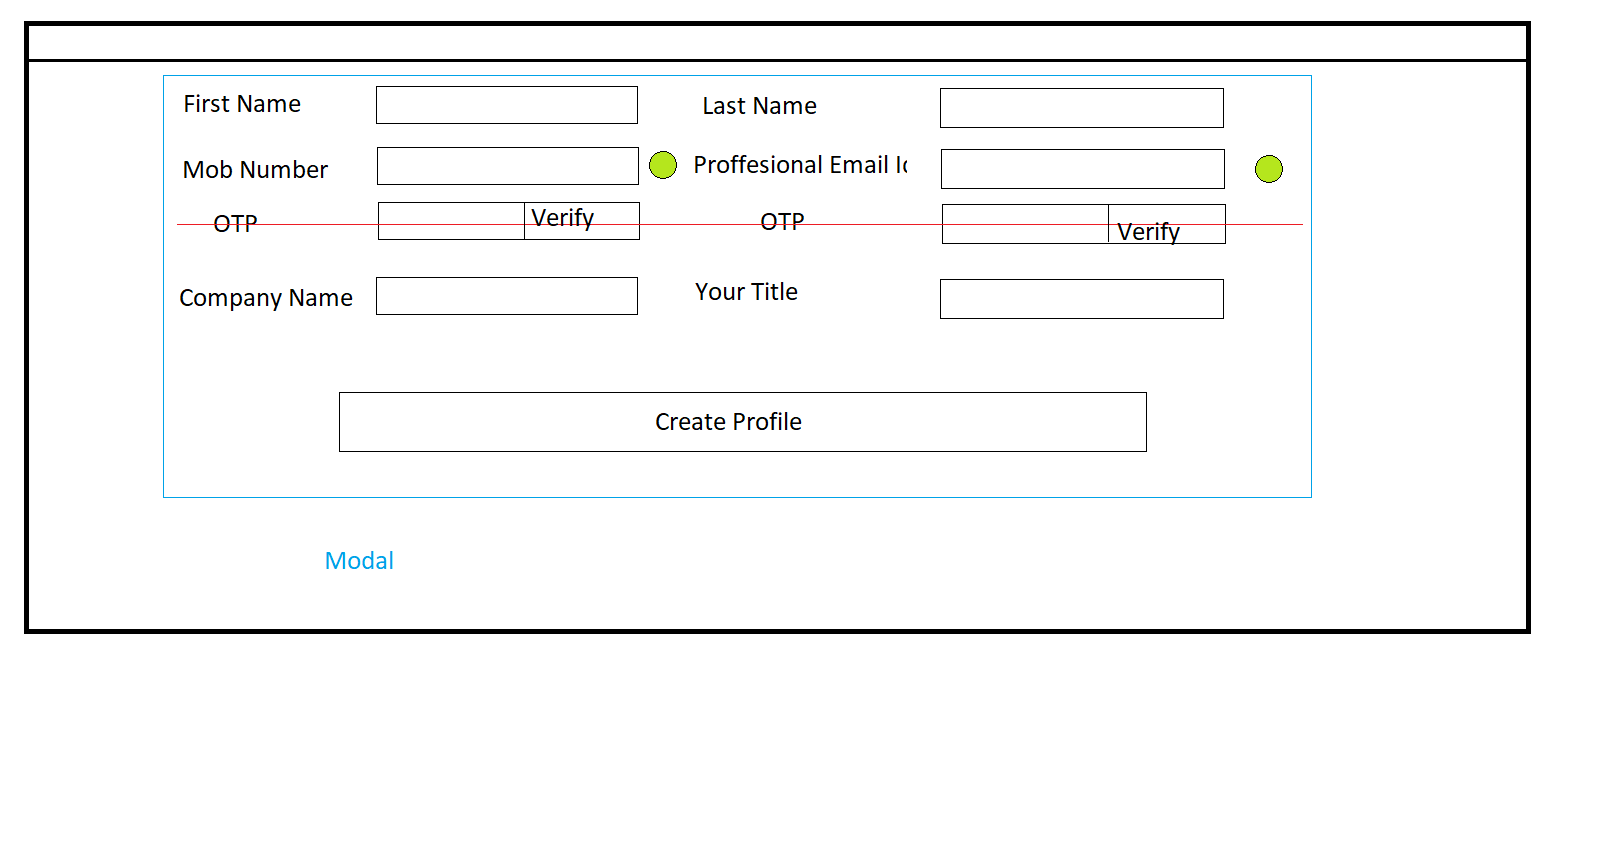 First Name
Last Name
Mob Number
Proffesional Email
OTP
Verify
OTP
Verify
Company Name
Your Title
Create Profile
Modal